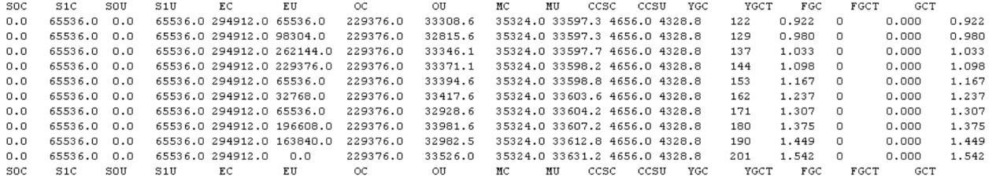 S0C S1C S0U S1U EC EU OC OU MC MU CCSC CCSU YGC YGCT FGC FGCT GCT
0.0 65536.0 0.0 65536.0 294912.0 65536.0 229376.0 33308.6 35324.0 33597.3 4656.0 4328.8 122 0.922 0 0.000 0.922
0.0 65536.0 0.0 65536.0 294912.0 98304.0 229376.0 32815.6 35324.0 33597.3 4656.0 4328.8 129 0.980 0 0.000 0.980
0.0 65536.0 0.0 65536.0 294912.0 262144.0 229376.0 33346.1 35324.0 33597.7 4656.0 4328.8 137 1.033 0 0.000 1.033
0.0 65536.0 0.0 65536.0 294912.0 229376.0 229376.0 33371.1 35324.0 33598.2 4656.0 4328.8 144 1.098 0 0.000 1.098
0.0 65536.0 0.0 65536.0 294912.0 65536.0 229376.0 33394.6 35324.0 33598.8 4656.0 4328.8 153 1.167 0 0.000 1.167
0.0 65536.0 0.0 65536.0 294912.0 32768.0 229376.0 33417.6 35324.0 33603.6 4656.0 4328.8 162 1.237 0 0.000 1.237
0.0 65536.0 0.0 65536.0 294912.0 65536.0 229376.0 32928.6 35324.0 33604.2 4656.0 4328.8 171 1.307 0 0.000 1.307
0.0 65536.0 0.0 65536.0 294912.0 196608.0 229376.0 33981.6 35324.0 33607.2 4656.0 4328.8 180 1.375 0 0.000 1.375
0.0 65536.0 0.0 65536.0 294912.0 163840.0 229376.0 32982.5 35324.0 33612.8 4656.0 4328.8 190 1.449 0 0.000 1.449
0.0 65536.0 0.0 65536.0 294912.0 0.0 229376.0 33526.0 35324.0 33631.2 4656.0 4328.8 201 1.542 0 0.000 1.542
S0C S1C S0U S1U EC EU OC OU MC MU CCSC CCSU YGC YGCT FGC FGCT GCT